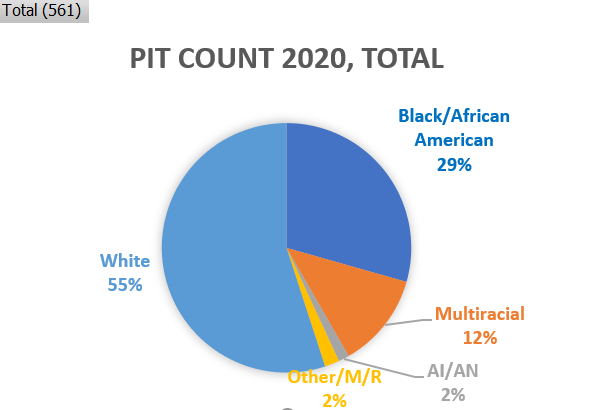 Total (561)
PIT COUNT 2020, TOTAL
Black/African
American
29%
White
55%
Multiracial
12%
AI/AN
2%
Other/M/R
2%